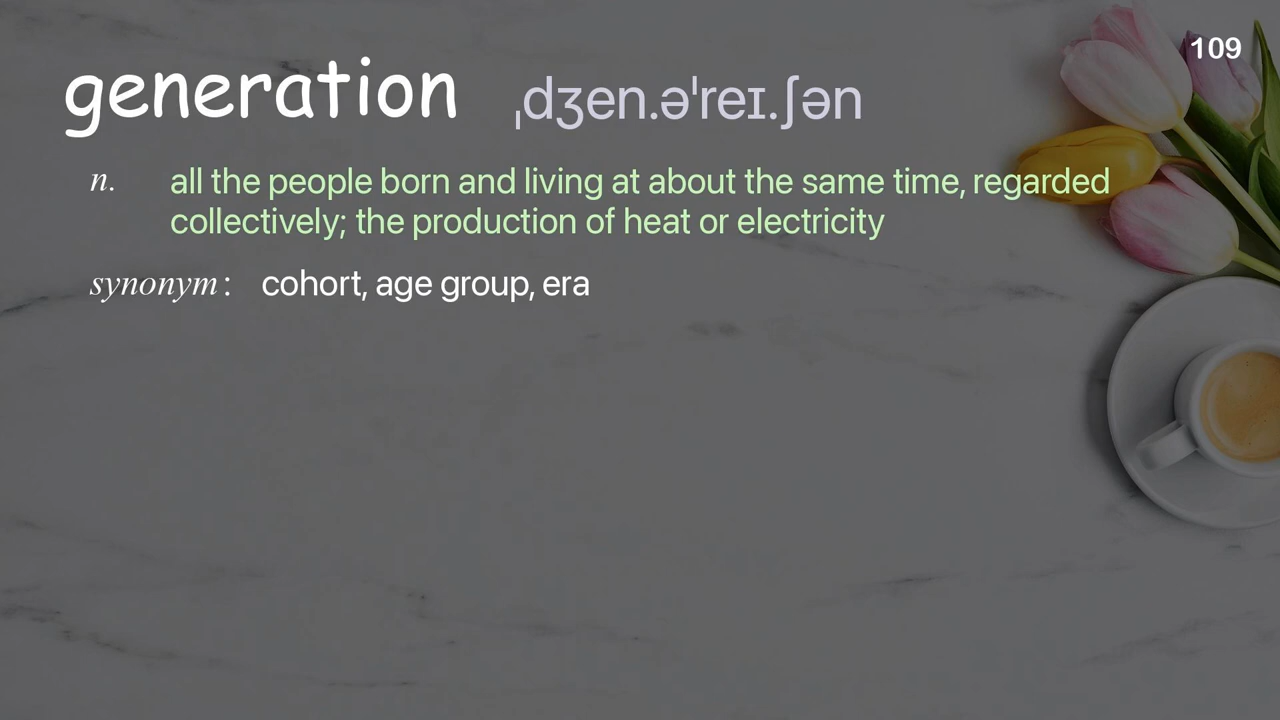 109
generation ˌdʒen.əˈreɪ.ʃən
n. all the people born and living at about the same time, regarded
collectively; the production of heat or electricity
synonym: cohort, age group, era